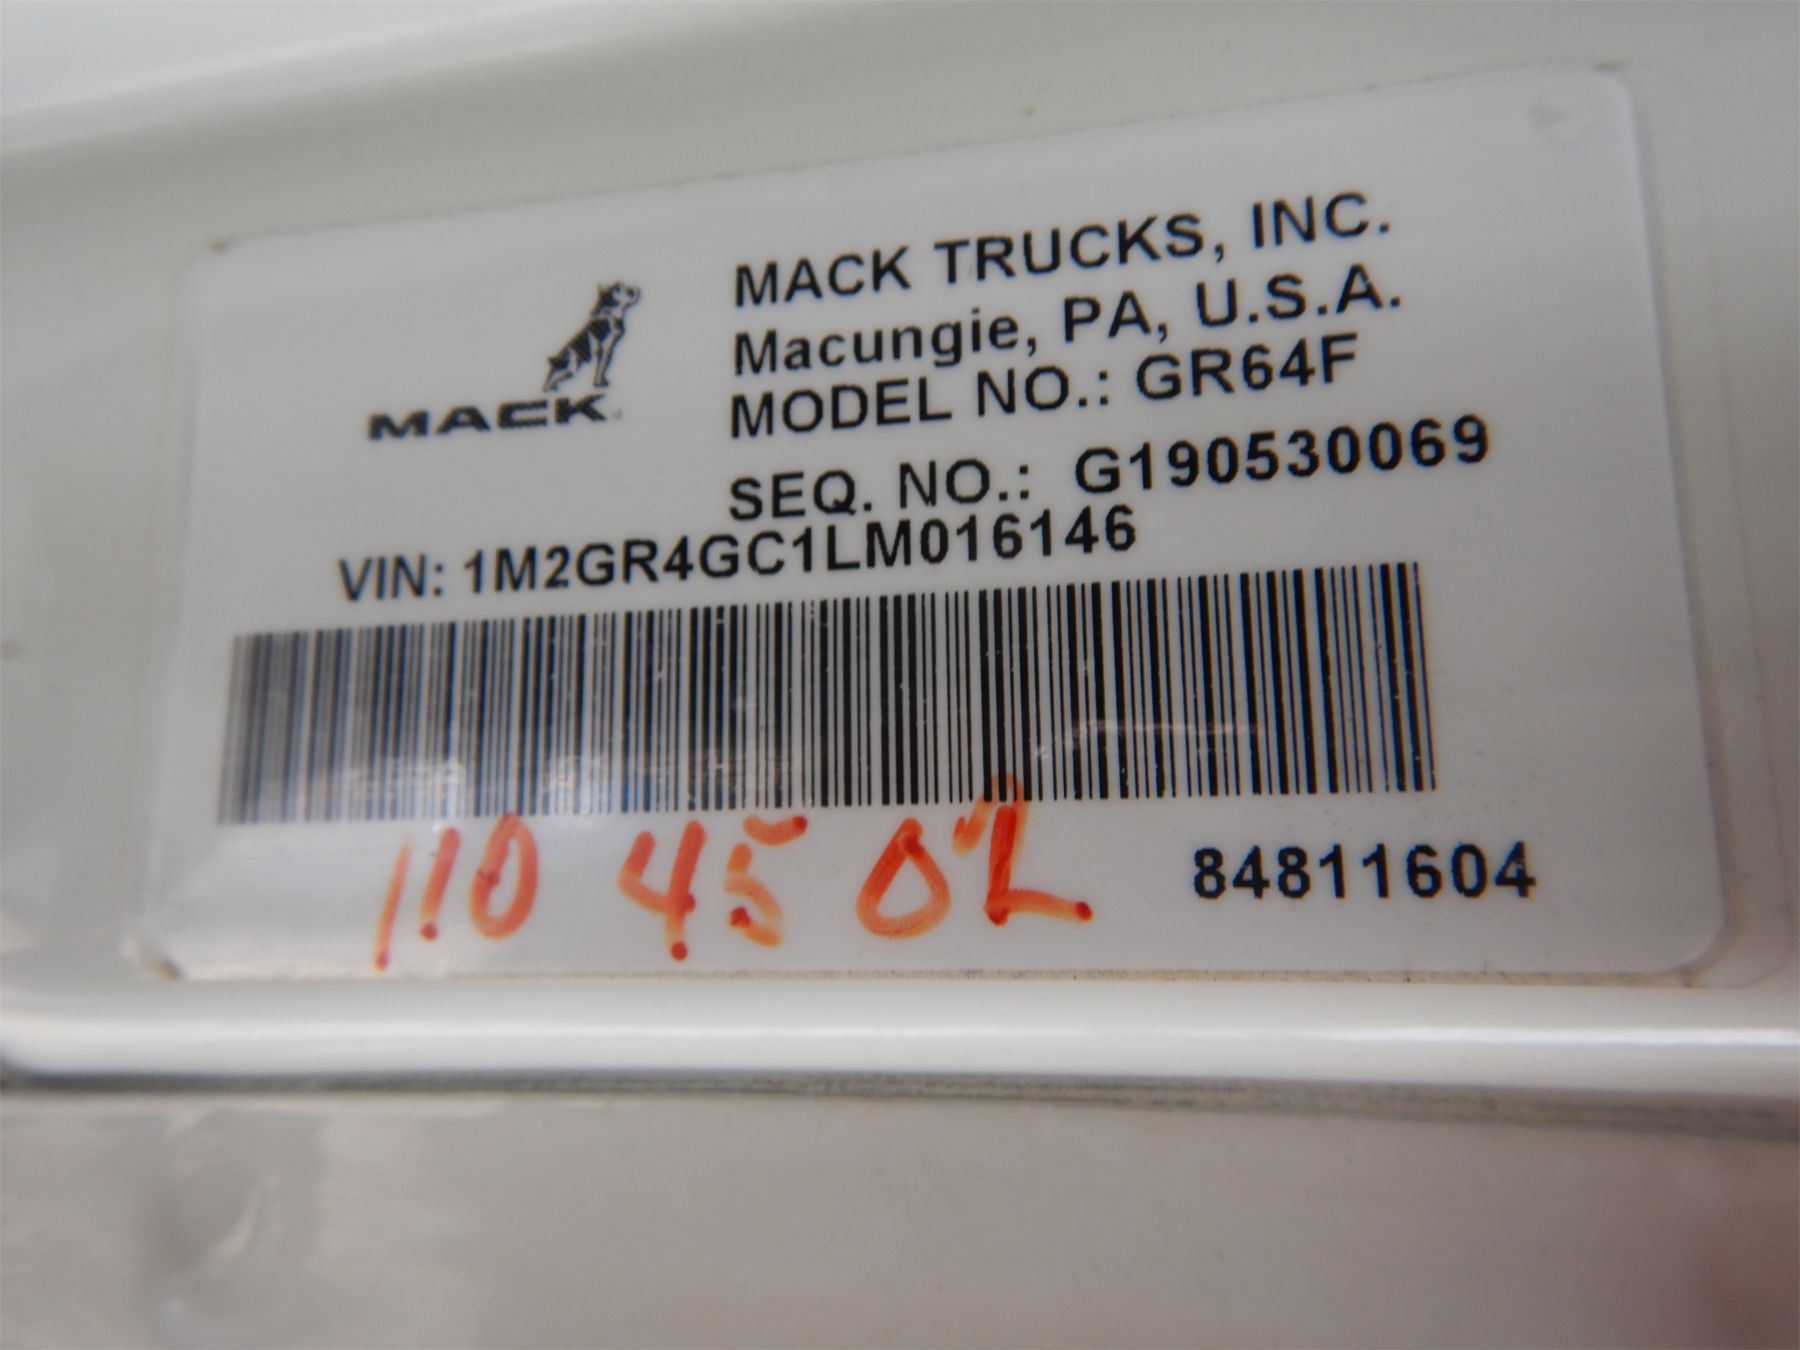 MACK TRUCKS, INC.
Macungie, PA, U.S.A.
MODEL NO.: GR64F
MACK
SEQ. NO.: G190530069
VIN: 1M2GR4GC1LM016146
110 45 02
84811604